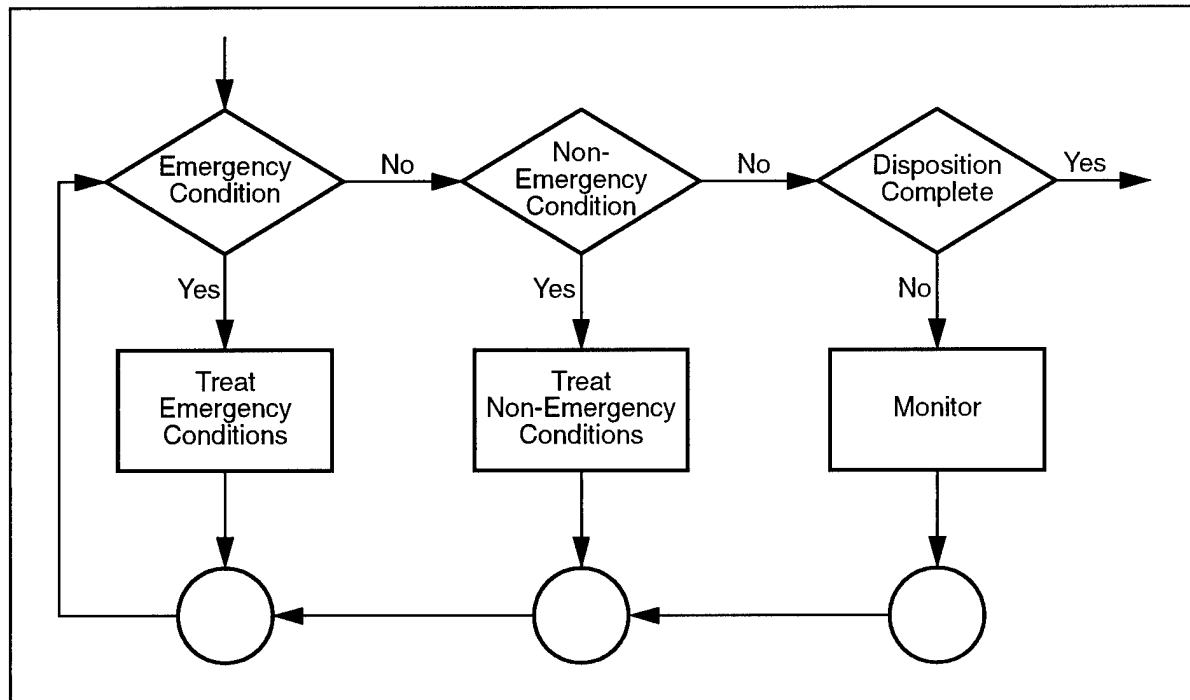 Emergency
Condition
No
Non-
Emergency
Condition
No
Disposition
Complete
Yes
Yes
Yes
No
Treat
Emergency
Conditions
Treat
Non-Emergency
Conditions
Monitor